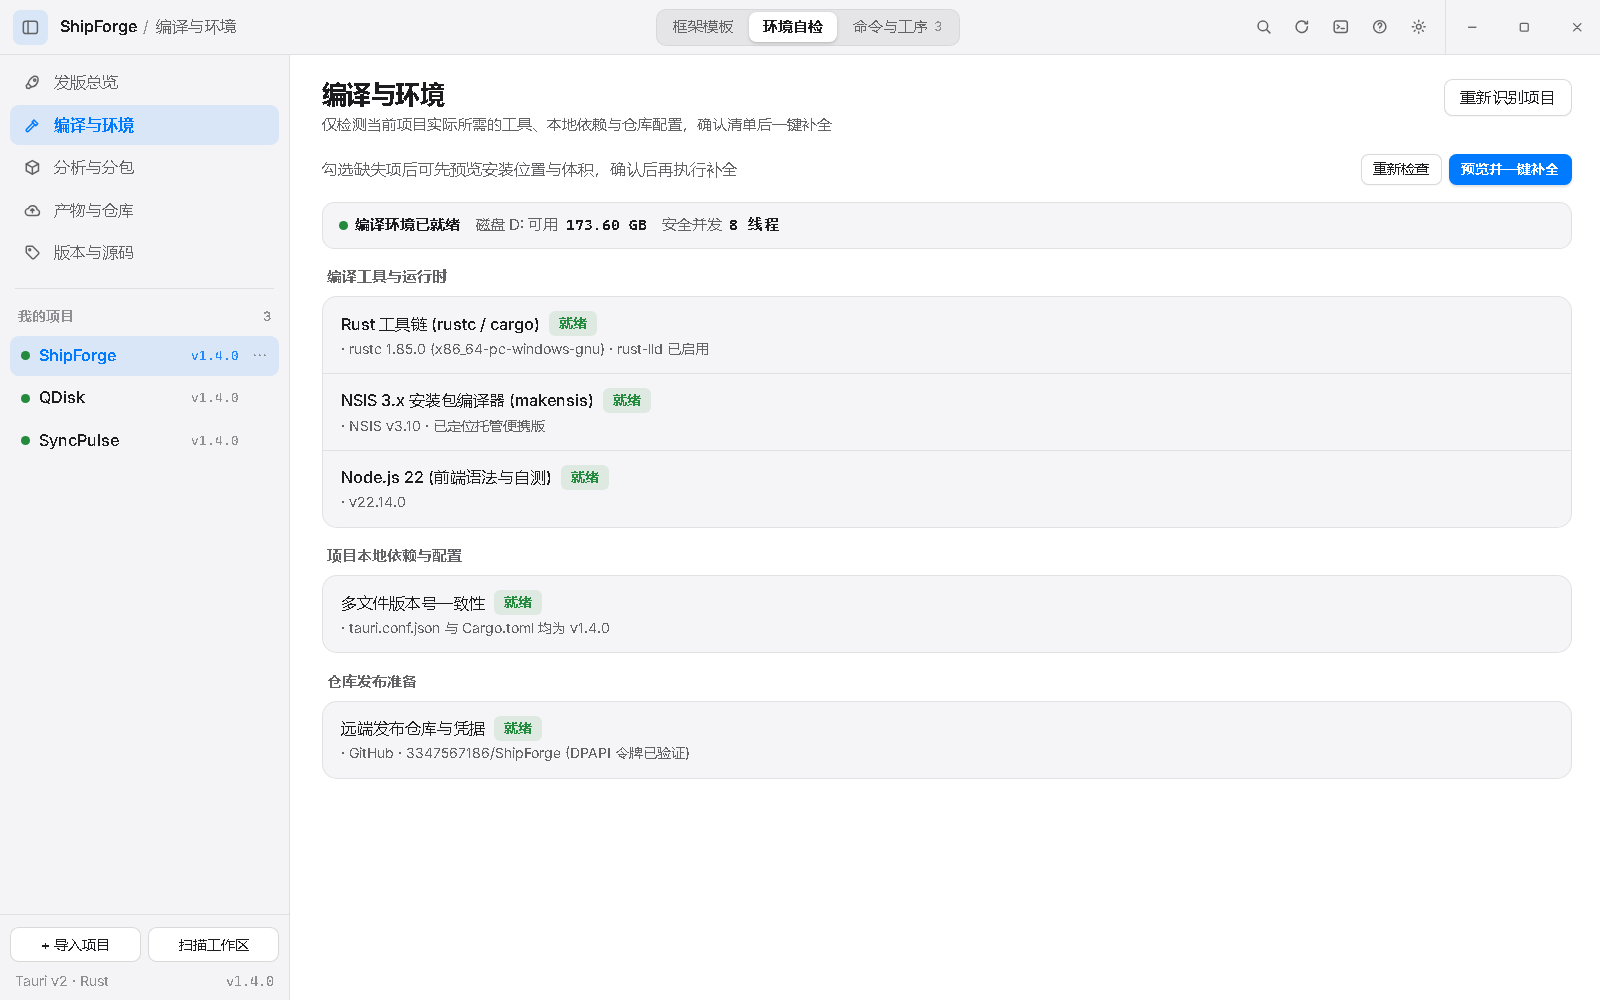 ShipForge / 编译与环境
框架模板 环境自检 命令与工序 3
发版总览
编译与环境
分析与分包
产物与仓库
版本与源码
我的项目 3
ShipForge v1.4.0 ···
QDisk v1.4.0
SyncPulse v1.4.0
+ 导入项目 扫描工作区
Tauri v2 · Rust v1.4.0
编译与环境
仅检测当前项目实际所需的工具、本地依赖与仓库配置，确认清单后一键补全
重新识别项目
勾选缺失项后可先预览安装位置与体积，确认后再执行补全
重新检查 预览并一键补全
编译环境已就绪 磁盘 D: 可用 173.60 GB 安全并发 8 线程
编译工具与运行时
Rust 工具链 (rustc / cargo) 就绪
· rustc 1.85.0 (x86_64-pc-windows-gnu) · rust-lld 已启用
NSIS 3.x 安装包编译器 (makensis) 就绪
· NSIS v3.10 · 已定位托管便携版
Node.js 22 (前端语法与自测) 就绪
· v22.14.0
项目本地依赖与配置
多文件版本号一致性 就绪
· tauri.conf.json 与 Cargo.toml 均为 v1.4.0
仓库发布准备
远端发布仓库与凭据 就绪
· GitHub · 3347567186/ShipForge (DPAPI 令牌已验证)